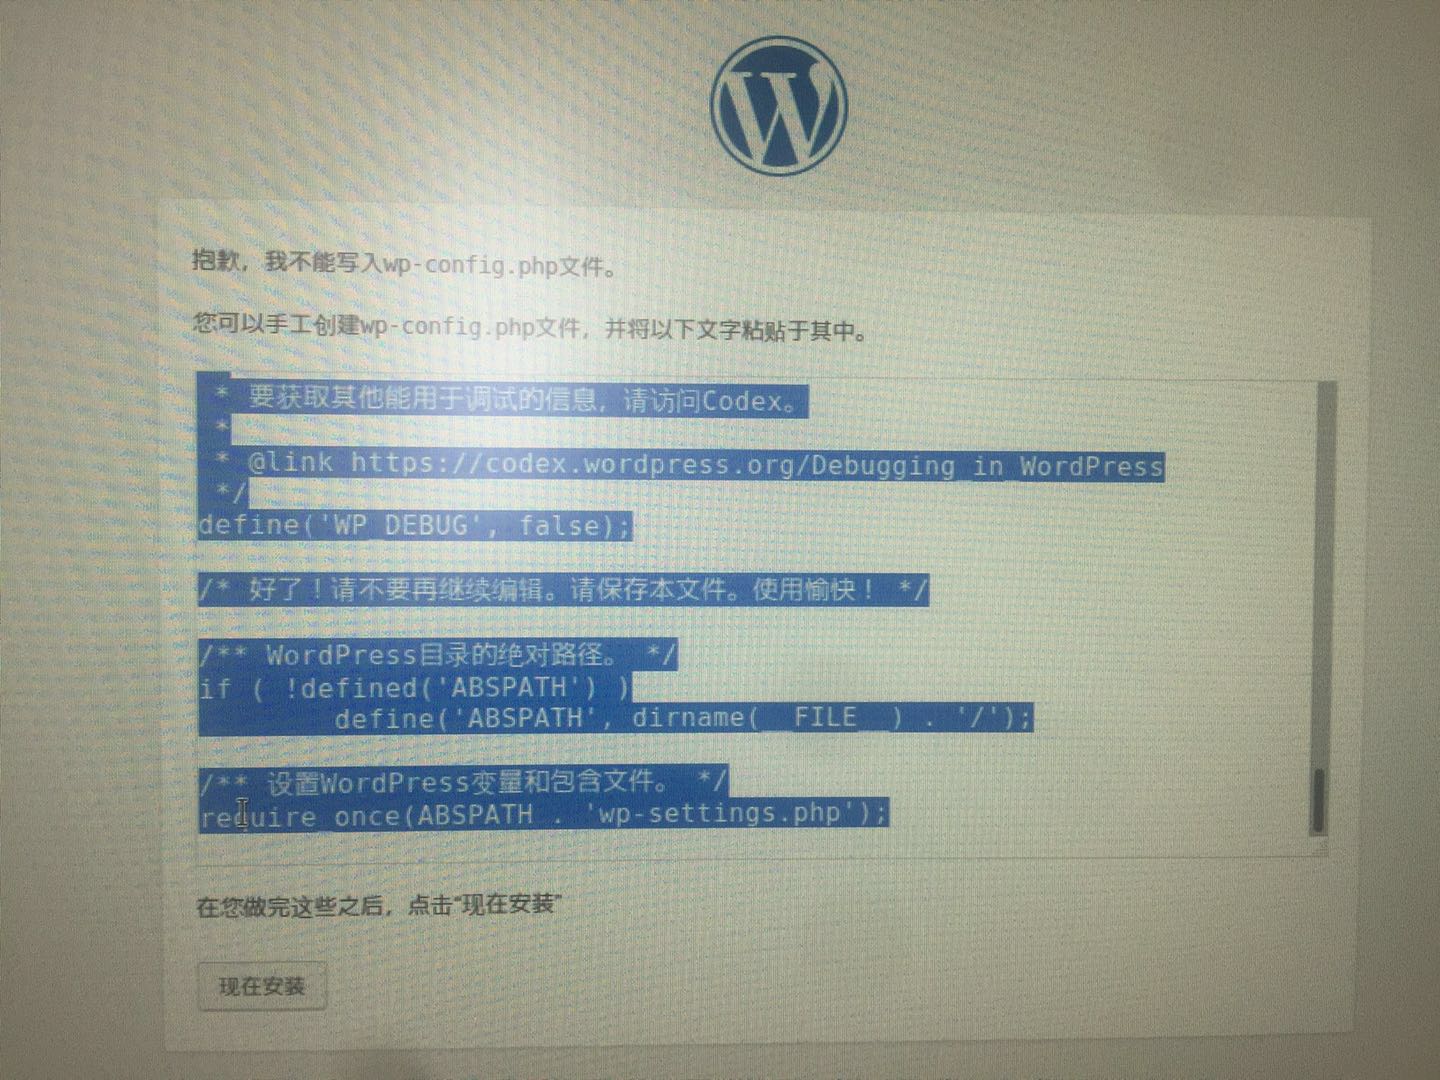 W
抱歉，我不能写入wp-config.php文件。
您可以手工创建wp-config.php文件，并将以下文字粘贴于其中。
 * 要获取其他能用于调试的信息，请访问Codex。
 *
 * @link https://codex.wordpress.org/Debugging_in_WordPress
 */
define('WP_DEBUG', false);
/* 好了！请不要再继续编辑。请保存本文件。使用愉快！ */
/** WordPress目录的绝对路径。 */
if ( !defined('ABSPATH') )
        define('ABSPATH', dirname(__FILE__) . '/');
/** 设置WordPress变量和包含文件。 */
require_once(ABSPATH . 'wp-settings.php');
在您做完这些之后，点击“现在安装”
现在安装